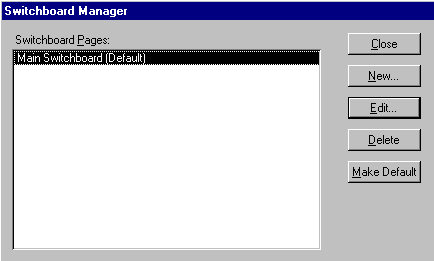 Switchboard Manager
Switchboard Pages:
Main Switchboard (Default)
Close
New...
Edit...
Delete
Make Default